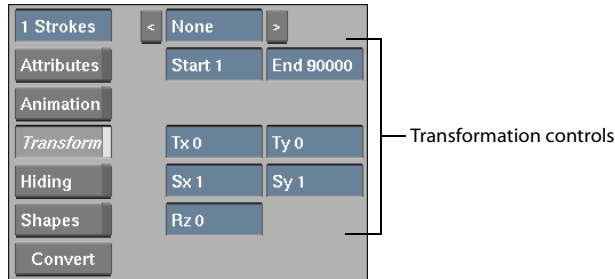 1 Strokes < None >
Attributes Start 1 End 90000
Animation
Transform Tx 0 Ty 0
Transformation controls
Hiding Sx 1 Sy 1
Shapes Rz 0
Convert